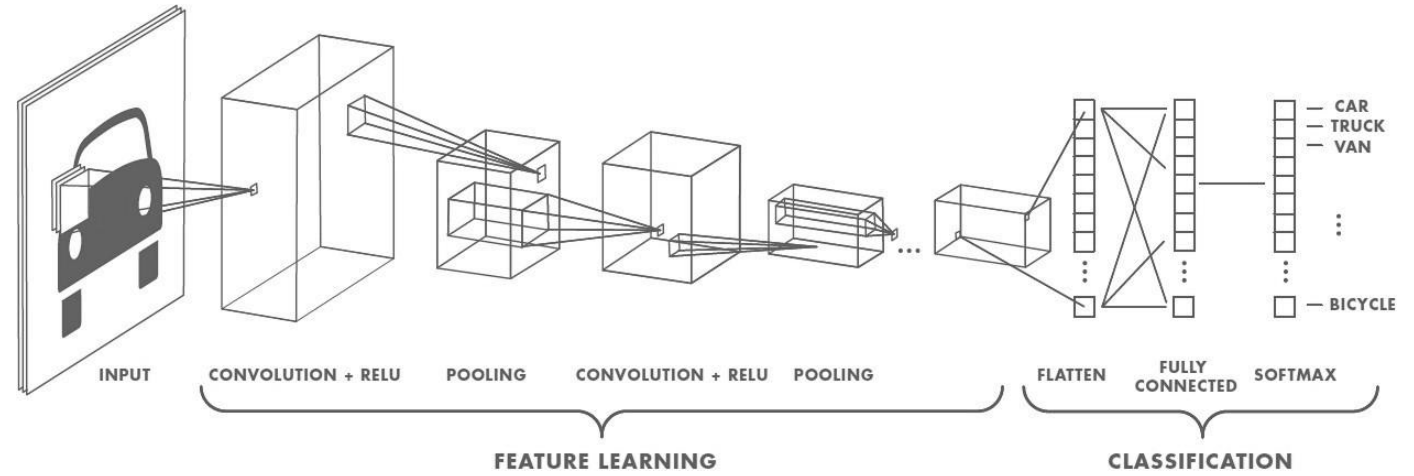 CAR
TRUCK
VAN
BICYCLE
INPUT
CONVOLUTION + RELU
POOLING
CONVOLUTION + RELU
POOLING
FLATTEN
FULLY
CONNECTED
SOFTMAX
FEATURE LEARNING
CLASSIFICATION